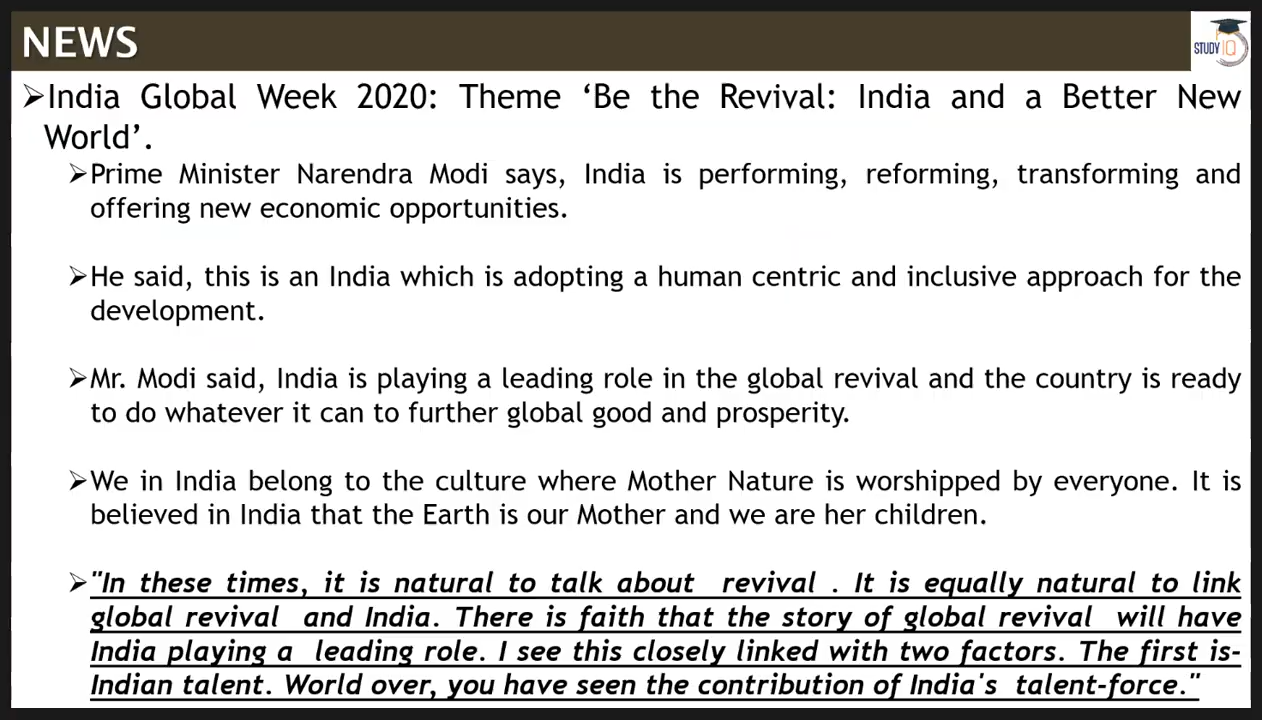 NEWS
STUDY IQ
➢India Global Week 2020: Theme ‘Be the Revival: India and a Better New
World’.
➢Prime Minister Narendra Modi says, India is performing, reforming, transforming and
offering new economic opportunities.
➢He said, this is an India which is adopting a human centric and inclusive approach for the
development.
➢Mr. Modi said, India is playing a leading role in the global revival and the country is ready
to do whatever it can to further global good and prosperity.
➢We in India belong to the culture where Mother Nature is worshipped by everyone. It is
believed in India that the Earth is our Mother and we are her children.
➢"In these times, it is natural to talk about revival . It is equally natural to link
global revival and India. There is faith that the story of global revival will have
India playing a leading role. I see this closely linked with two factors. The first is-
Indian talent. World over, you have seen the contribution of India's talent-force."